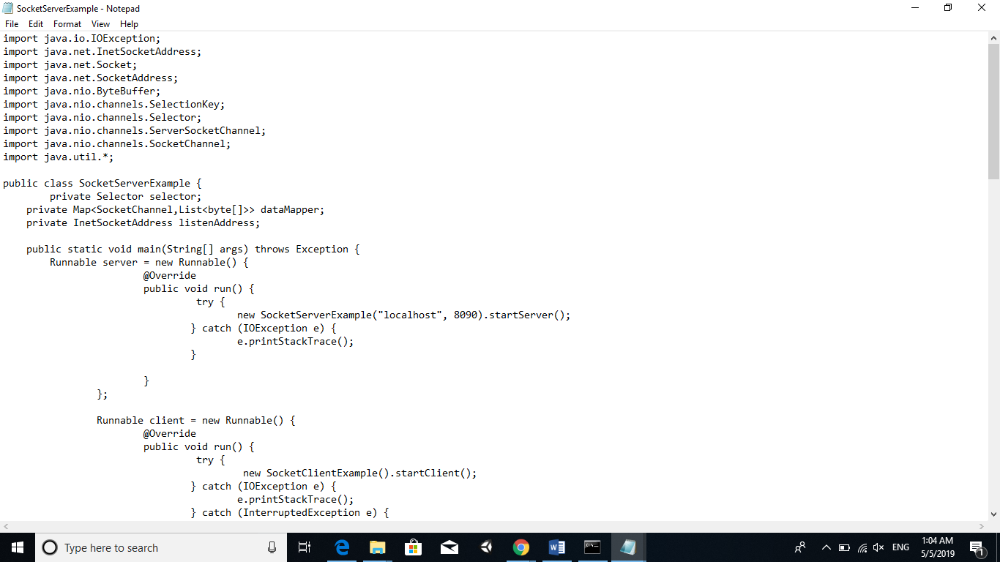 SocketServerExample - Notepad
File Edit Format View Help
import java.io.IOException;
import java.net.InetSocketAddress;
import java.net.Socket;
import java.net.SocketAddress;
import java.nio.ByteBuffer;
import java.nio.channels.SelectionKey;
import java.nio.channels.Selector;
import java.nio.channels.ServerSocketChannel;
import java.nio.channels.SocketChannel;
import java.util.*;

public class SocketServerExample {
        private Selector selector;
    private Map<SocketChannel,List<byte[]>> dataMapper;
    private InetSocketAddress listenAddress;

    public static void main(String[] args) throws Exception {
        Runnable server = new Runnable() {
                        @Override
                        public void run() {
                                 try {
                                        new SocketServerExample("localhost", 8090).startServer();
                                } catch (IOException e) {
                                        e.printStackTrace();
                                }

                        }
                };

                Runnable client = new Runnable() {
                        @Override
                        public void run() {
                                 try {
                                         new SocketClientExample().startClient();
                                } catch (IOException e) {
                                        e.printStackTrace();
                                } catch (InterruptedException e) {
Type here to search
ENG
1:04 AM
5/5/2019
1